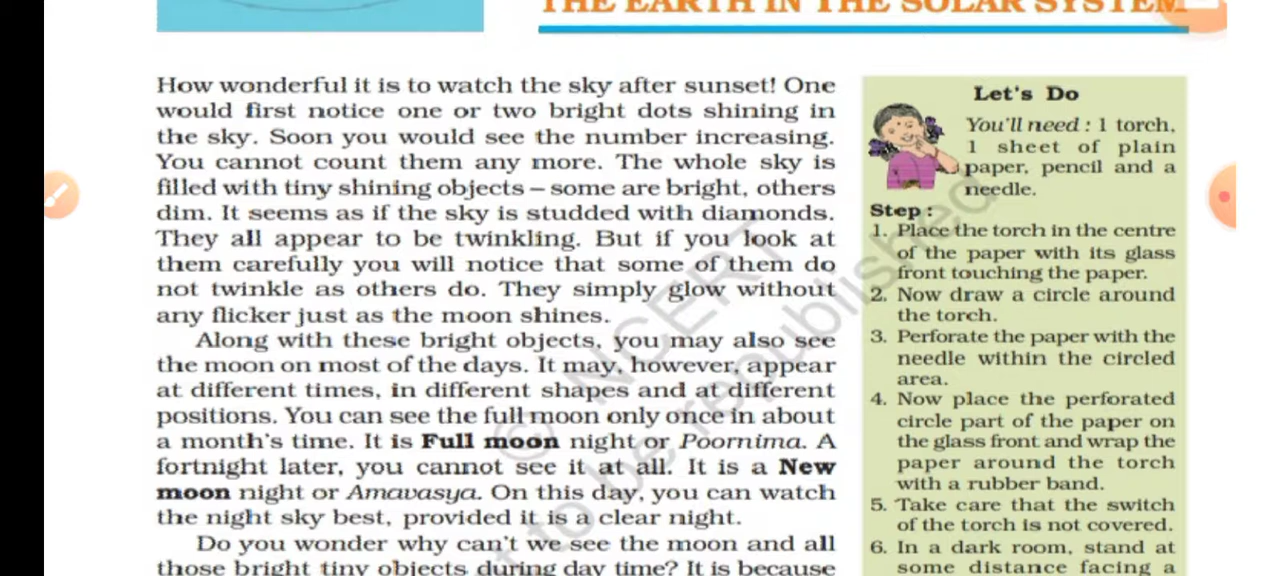 THE EARTH IN THE SOLAR SYSTEM
How wonderful it is to watch the sky after sunset! One
would first notice one or two bright dots shining in
the sky. Soon you would see the number increasing.
You cannot count them any more. The whole sky is
filled with tiny shining objects – some are bright, others
dim. It seems as if the sky is studded with diamonds.
They all appear to be twinkling. But if you look at
them carefully you will notice that some of them do
not twinkle as others do. They simply glow without
any flicker just as the moon shines.
Along with these bright objects, you may also see
the moon on most of the days. It may, however, appear
at different times, in different shapes and at different
positions. You can see the full moon only once in about
a month's time. It is Full moon night or Poornima. A
fortnight later, you cannot see it at all. It is a New
moon night or Amavasya. On this day, you can watch
the night sky best, provided it is a clear night.
Do you wonder why can't we see the moon and all
those bright tiny objects during day time? It is because
Let's Do
You'll need : 1 torch,
1 sheet of plain
paper, pencil and a
needle.
Step :
1. Place the torch in the centre
of the paper with its glass
front touching the paper.
2. Now draw a circle around
the torch.
3. Perforate the paper with the
needle within the circled
area.
4. Now place the perforated
circle part of the paper on
the glass front and wrap the
paper around the torch
with a rubber band.
5. Take care that the switch
of the torch is not covered.
6. In a dark room, stand at
some distance facing a
© NCERT
t to be republished